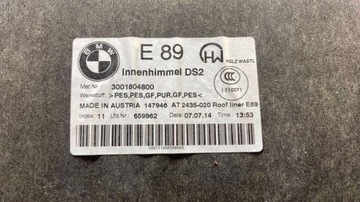 BMW
E 89
HW
HOLZ WASTL
Innenhimmel DS2
Mat.Nr. 3001804800
Werkstoff: >PES,PES,GF,PUR,GF,PES<
MADE IN AUSTRIA 147946 AT 2435-020 Roof liner E89
Index: 11 Lfd.Nr.: 659962 Date: 07.07.14 Time: 13:53